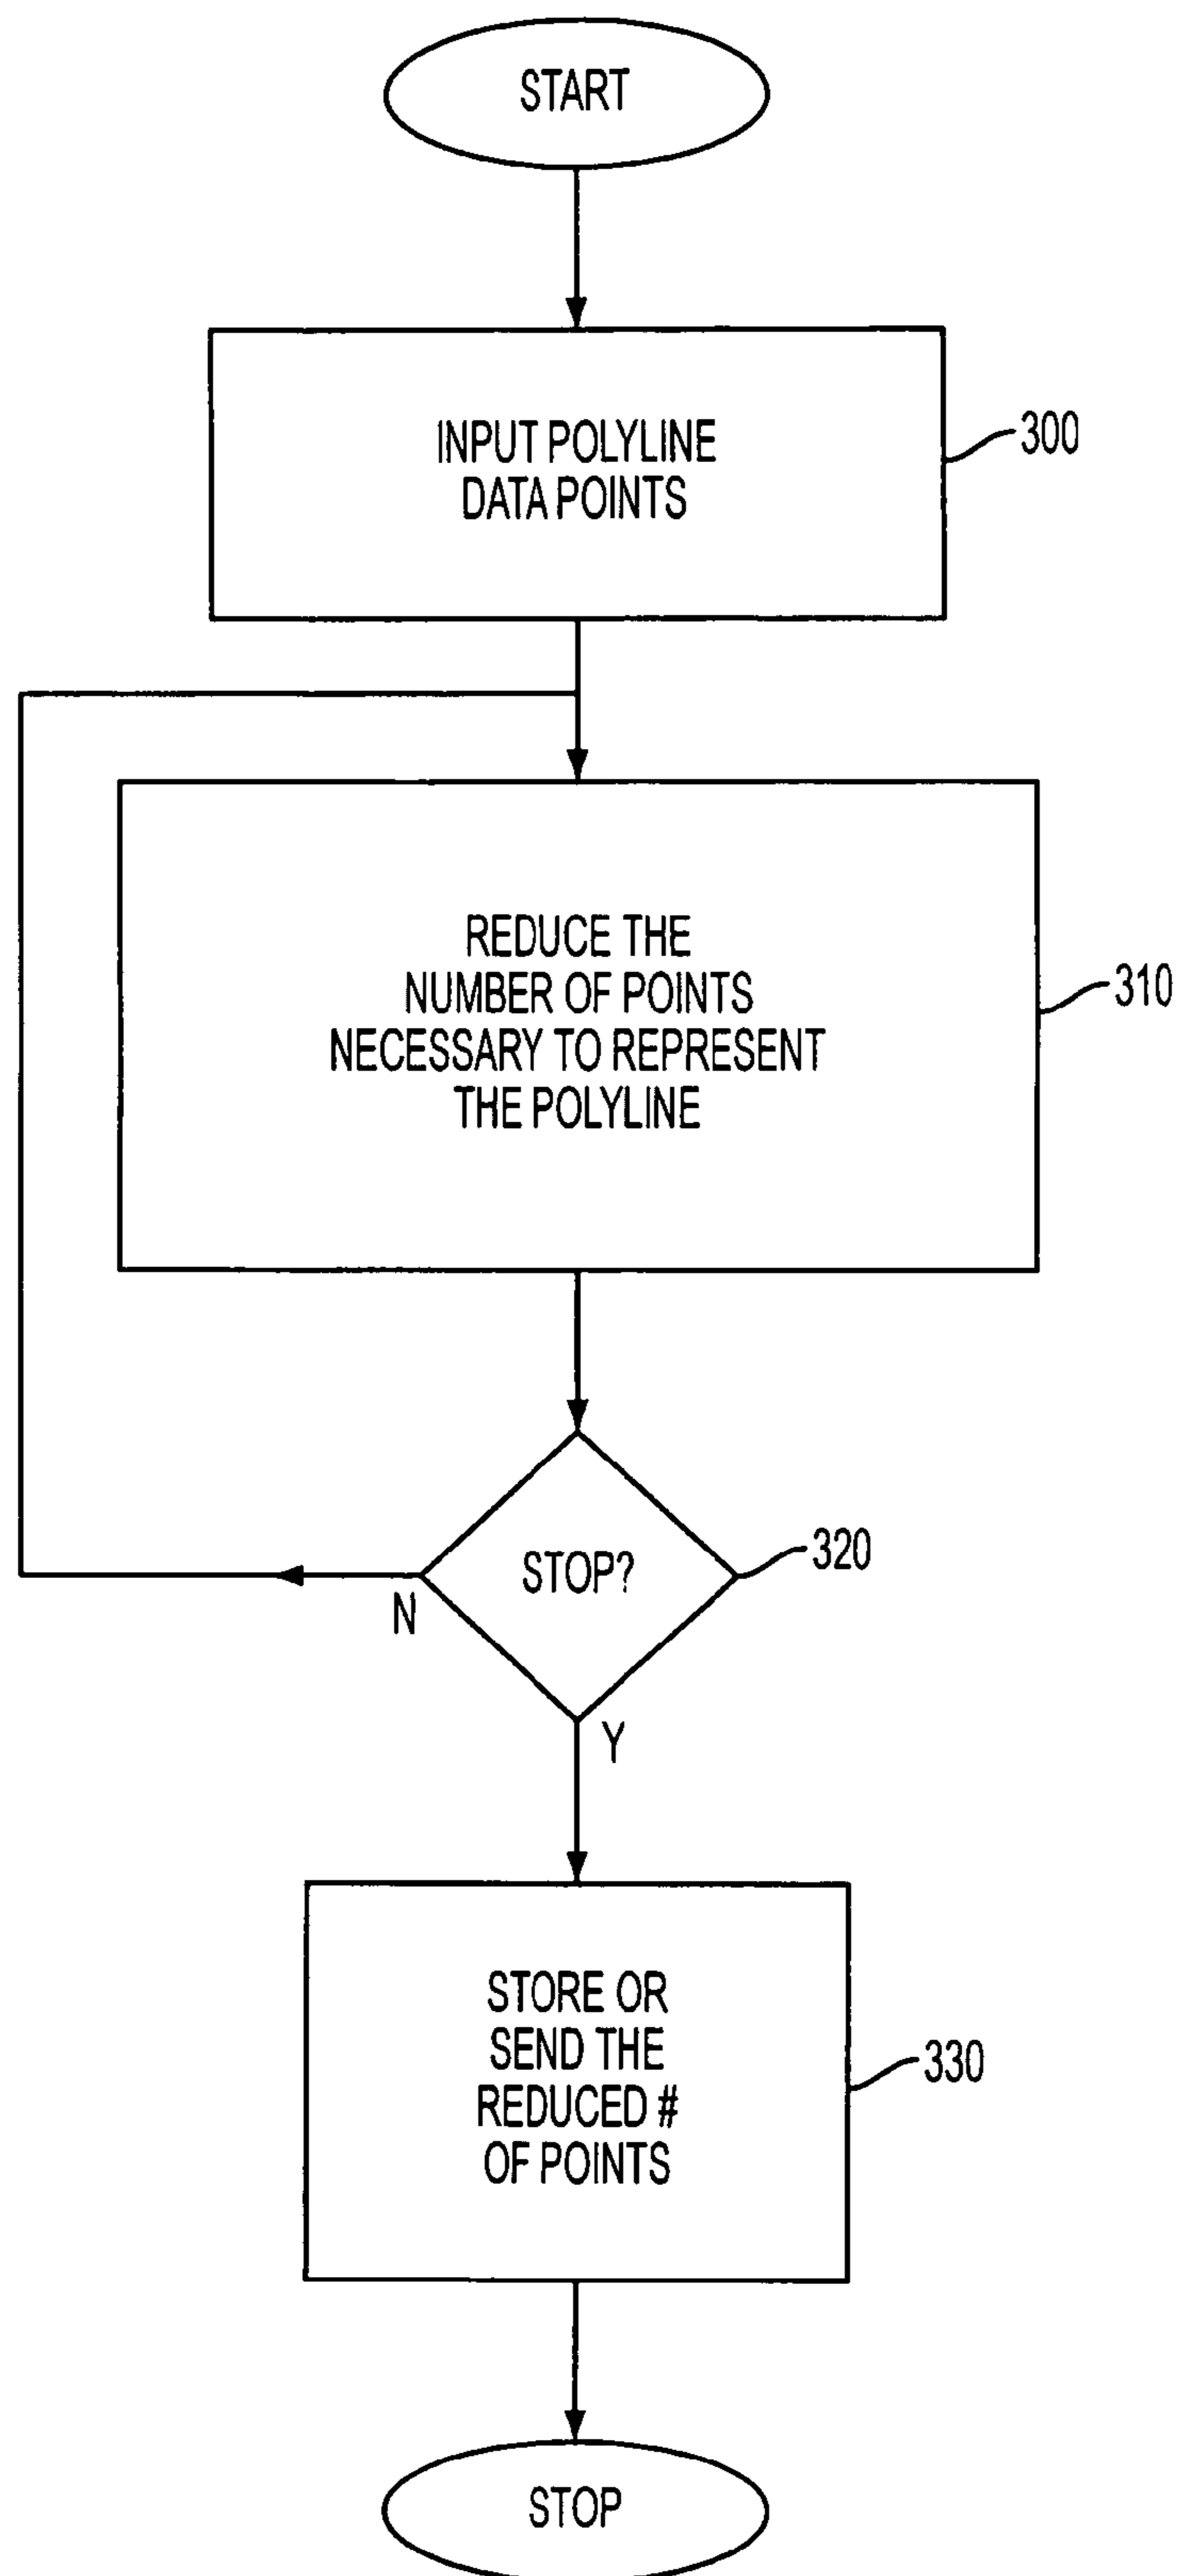 START
INPUT POLYLINE
DATA POINTS
300
REDUCE THE
NUMBER OF POINTS
NECESSARY TO REPRESENT
THE POLYLINE
310
STOP?
320
N
Y
STORE OR
SEND THE
REDUCED #
OF POINTS
330
STOP